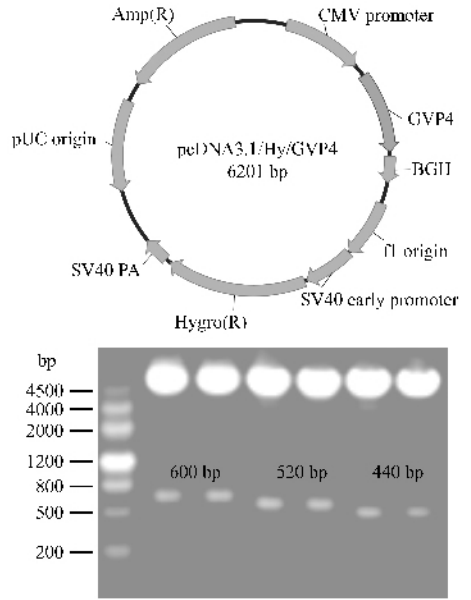 Amp(R)
CMV promoter
GVP4
pUC origin
pcDNA3.1/Hy/GVP4
6201 bp
BGH
f1 origin
SV40 PA
SV40 early promoter
Hygro(R)
bp
4500
4000
2000
1200
800
500
200
600 bp
520 bp
440 bp